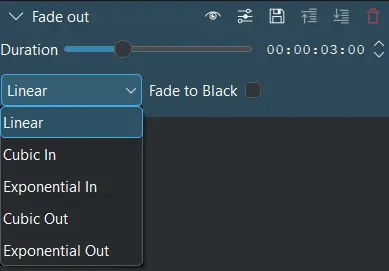 Fade out
Duration 00:00:03:00
Linear Fade to Black
Linear
Cubic In
Exponential In
Cubic Out
Exponential Out